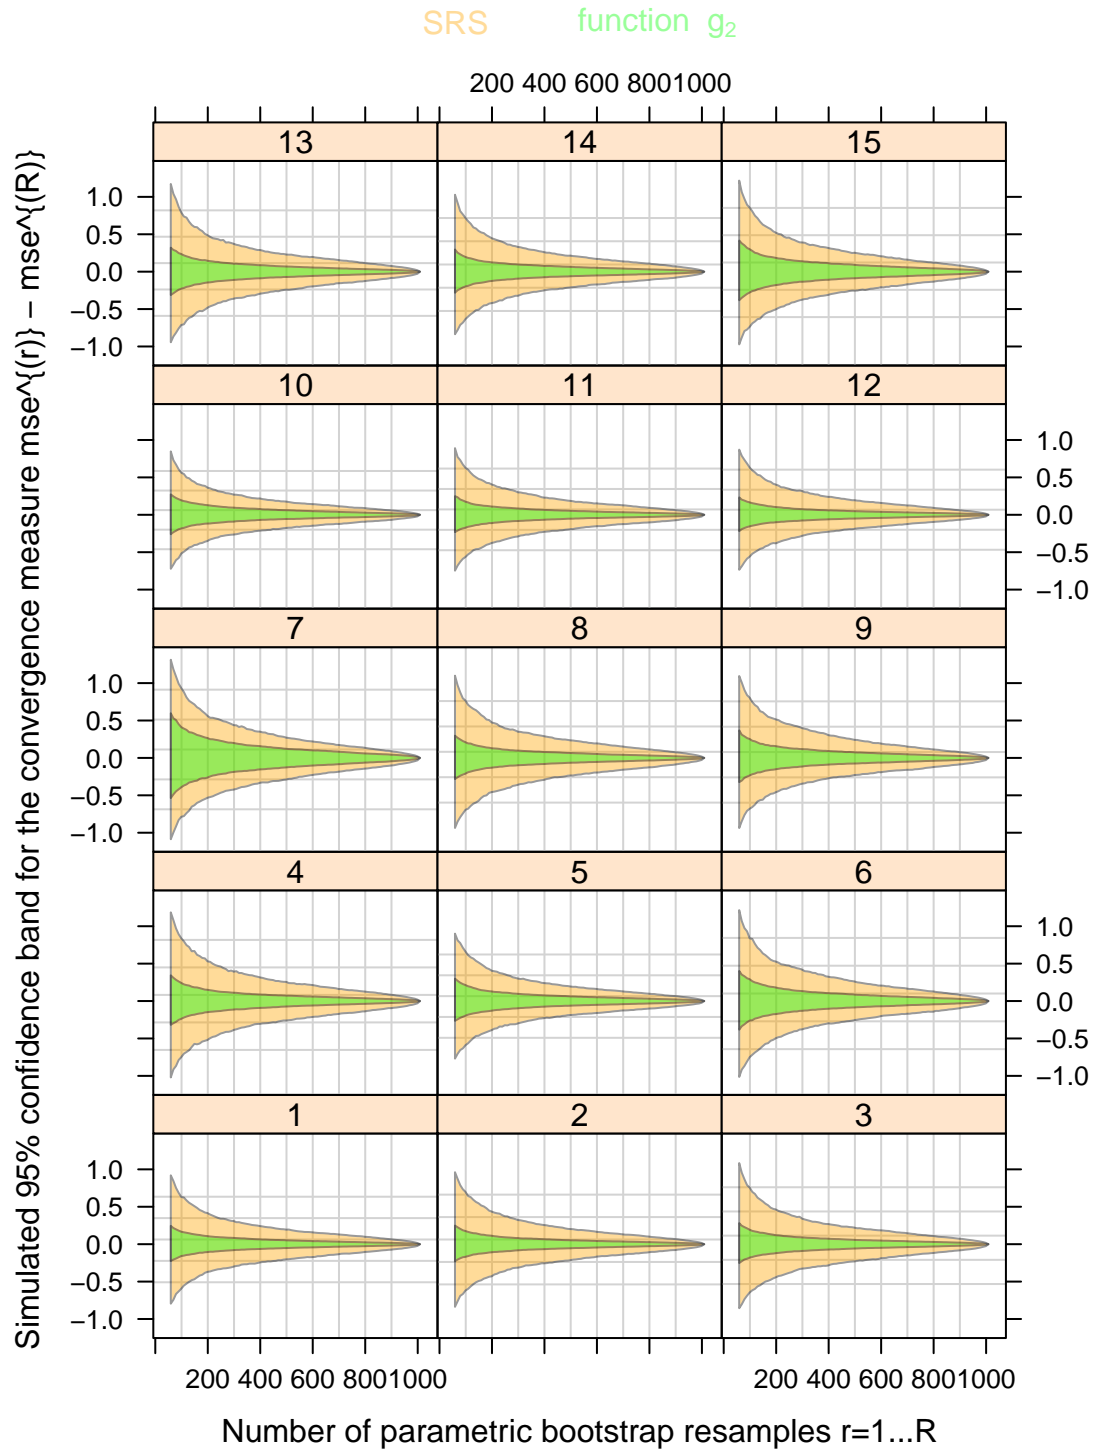 SRS function g₂
200 400 600 8001000
13 14 15
1.0
0.5
0.0
−0.5
−1.0
10 11 12
1.0
0.5
0.0
−0.5
−1.0
7 8 9
1.0
0.5
0.0
−0.5
−1.0
4 5 6
1.0
0.5
0.0
−0.5
−1.0
1 2 3
1.0
0.5
0.0
−0.5
−1.0
200 400 600 8001000 200 400 600 8001000
Number of parametric bootstrap resamples r=1...R
Simulated 95% confidence band for the convergence measure mse^{(r)} − mse^{(R)}